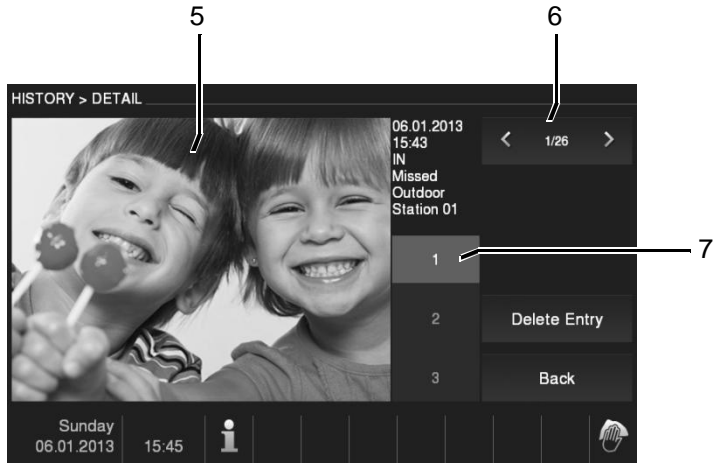 5
6
HISTORY > DETAIL
06.01.2013
15:43
IN
Missed
Outdoor
Station 01
< 1/26 >
7
1
2
Delete Entry
3
Back
Sunday
06.01.2013
15:45
i